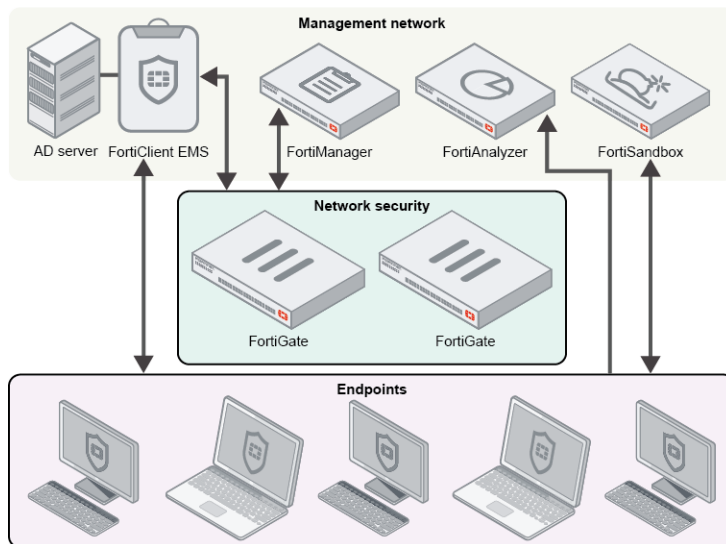 Management network
AD server
FortiClient EMS
FortiManager
FortiAnalyzer
FortiSandbox
Network security
FortiGate
FortiGate
Endpoints